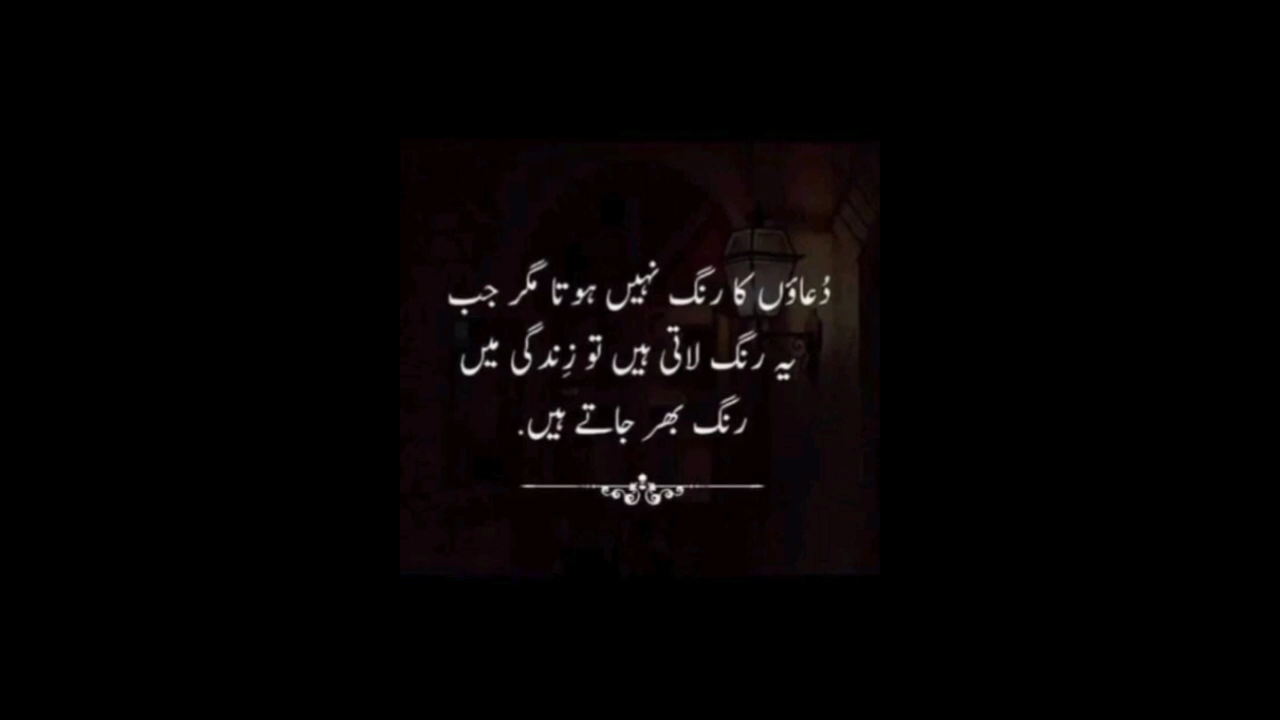 دُعاؤں کا رنگ نہیں ہوتا مگر جب
یہ رنگ لاتی ہیں تو زِندگی میں
رنگ بھر جاتے ہیں.